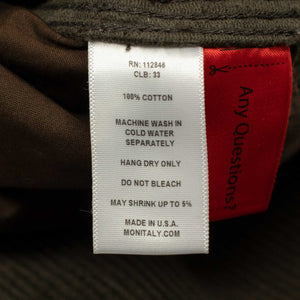 RN: 112846
CLB: 33
100% COTTON
MACHINE WASH IN
COLD WATER
SEPARATELY
HANG DRY ONLY
DO NOT BLEACH
MAY SHRINK UP TO 5%
MADE IN U.S.A.
MONITALY.COM
Any Questions?